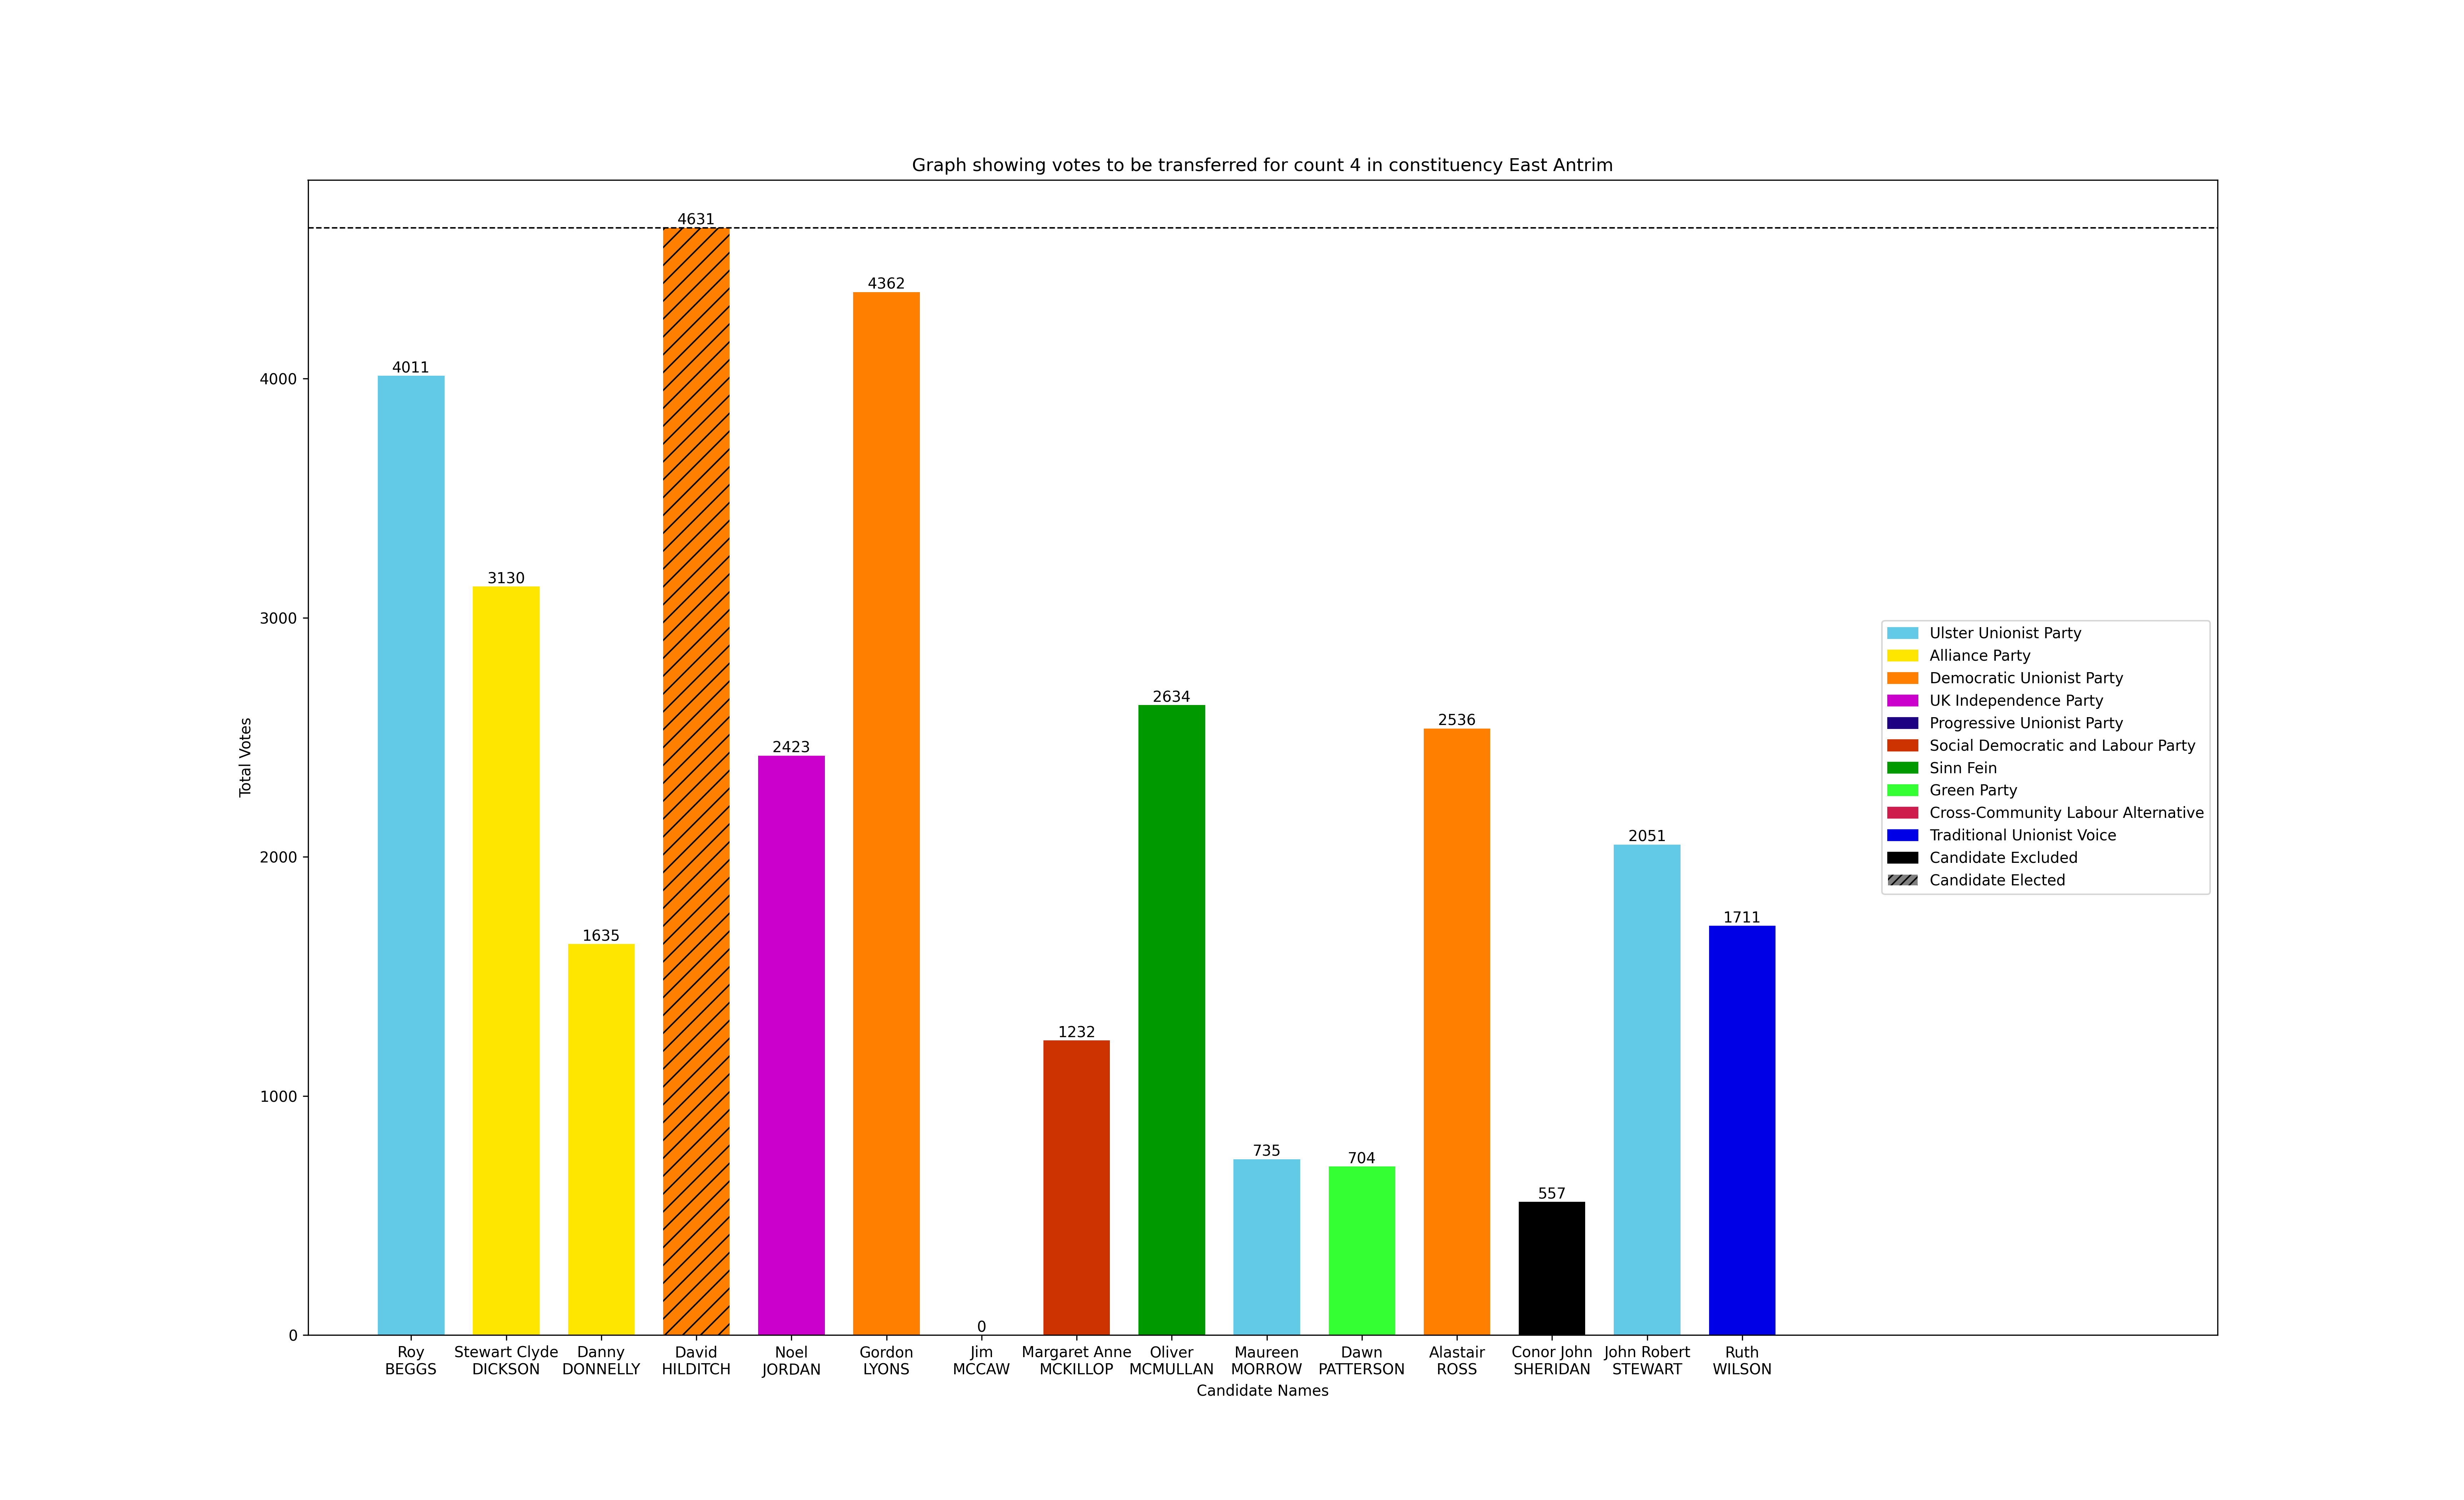 Graph showing votes to be transferred for count 4 in constituency East Antrim
4631
4362
4011
4000
3130
3000
2634
2536
2423
2051
2000
1711
1635
1232
1000
735
704
557
0
0
Total Votes
Ulster Unionist Party
Alliance Party
Democratic Unionist Party
UK Independence Party
Progressive Unionist Party
Social Democratic and Labour Party
Sinn Fein
Green Party
Cross-Community Labour Alternative
Traditional Unionist Voice
Candidate Excluded
Candidate Elected
Roy
BEGGS
Stewart Clyde
DICKSON
Danny
DONNELLY
David
HILDITCH
Noel
JORDAN
Gordon
LYONS
Jim
MCCAW
Margaret Anne
MCKILLOP
Oliver
MCMULLAN
Maureen
MORROW
Dawn
PATTERSON
Alastair
ROSS
Conor John
SHERIDAN
John Robert
STEWART
Ruth
WILSON
Candidate Names